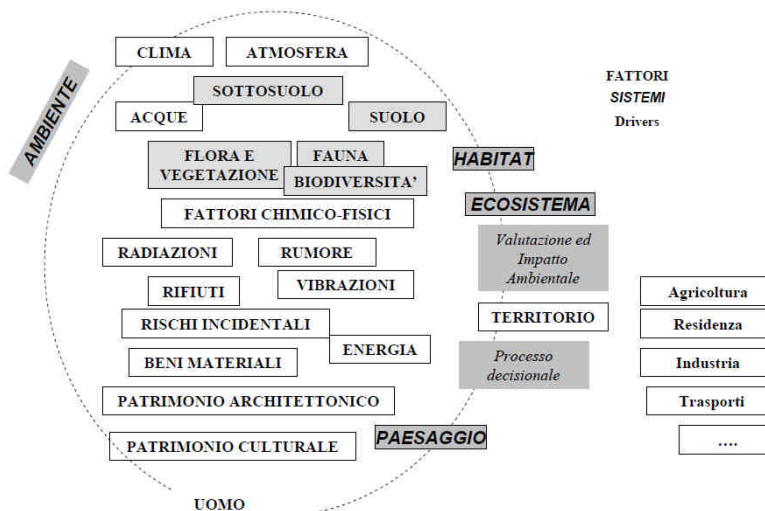 CLIMA
ATMOSFERA
SOTTOSUOLO
ACQUE
SUOLO
AMBIENTE
FLORA E
VEGETAZIONE
FAUNA
BIODIVERSITA’
HABITAT
ECOSISTEMA
FATTORI CHIMICO-FISICI
RADIAZIONI
RUMORE
VIBRAZIONI
RIFIUTI
RISCHI INCIDENTALI
ENERGIA
BENI MATERIALI
PATRIMONIO ARCHITETTONICO
PATRIMONIO CULTURALE
PAESAGGIO
UOMO
Valutazione ed
Impatto
Ambientale
TERRITORIO
Processo
decisionale
FATTORI
SISTEMI
Drivers
Agricoltura
Residenza
Industria
Trasporti
....